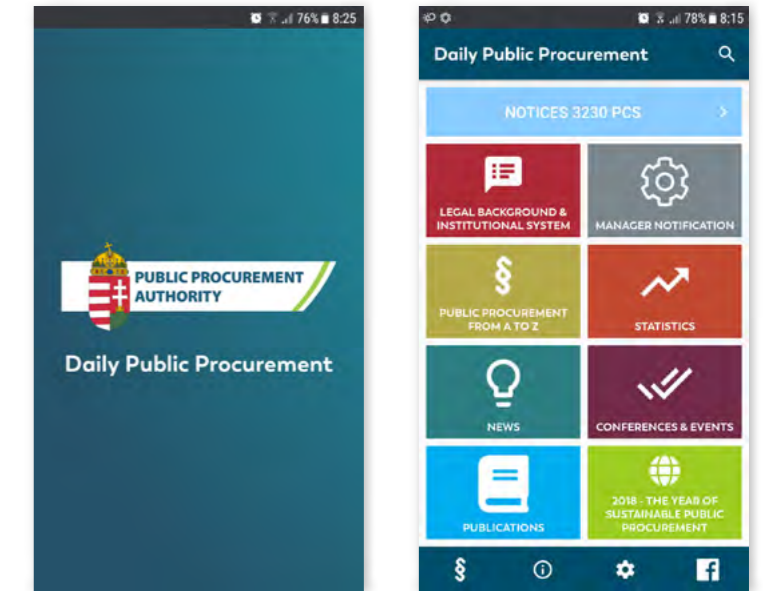 76% 8:25
PUBLIC PROCUREMENT
AUTHORITY
Daily Public Procurement
78% 8:15
Daily Public Procurement
NOTICES 3230 PCS
LEGAL BACKGROUND &
INSTITUTIONAL SYSTEM
MANAGER NOTIFICATION
§
PUBLIC PROCUREMENT
FROM A TO Z
STATISTICS
NEWS
CONFERENCES & EVENTS
PUBLICATIONS
2018 - THE YEAR OF
SUSTAINABLE PUBLIC
PROCUREMENT
§